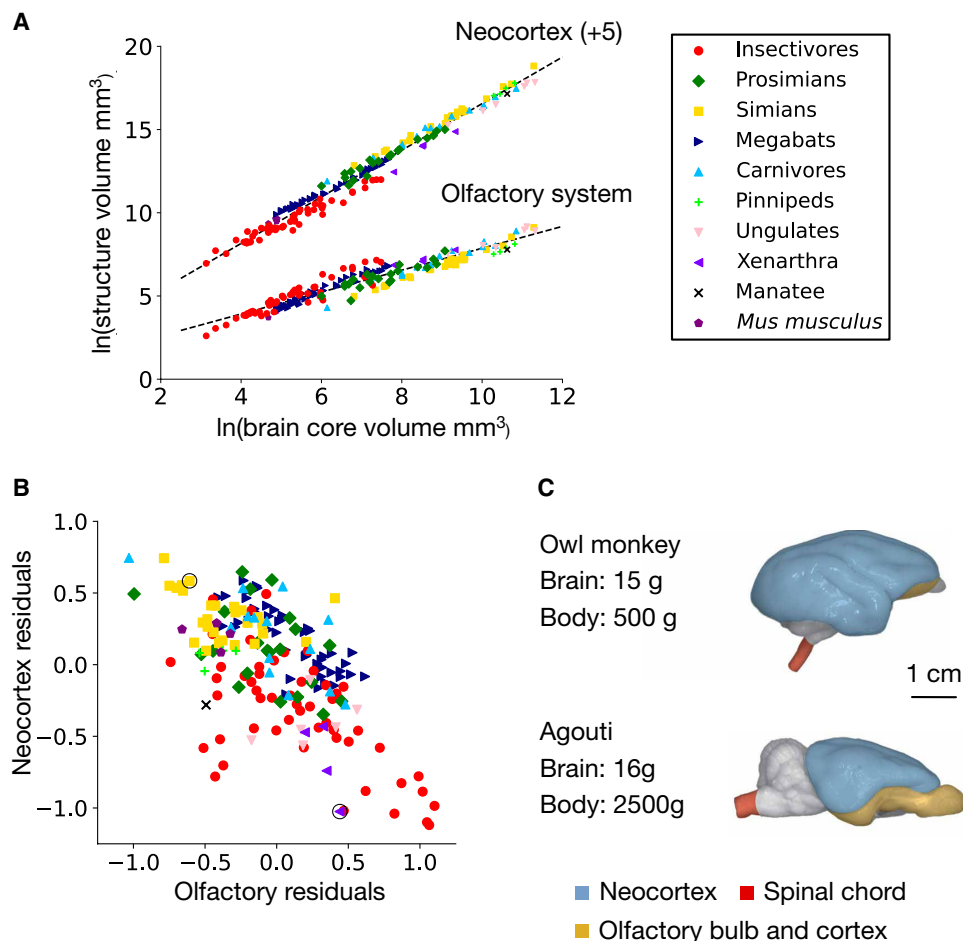 A
20
15
10
5
0
2
4
6
8
10
12
ln(structure volume mm³)
ln(brain core volume mm³)
Neocortex (+5)
Olfactory system
Insectivores
Prosimians
Simians
Megabats
Carnivores
Pinnipeds
Ungulates
Xenarthra
Manatee
Mus musculus
B
1.0
0.5
0.0
−0.5
−1.0
−1.0
−0.5
0.0
0.5
1.0
Neocortex residuals
Olfactory residuals
C
Owl monkey
Brain: 15 g
Body: 500 g
1 cm
Agouti
Brain: 16g
Body: 2500g
Neocortex
Spinal chord
Olfactory bulb and cortex